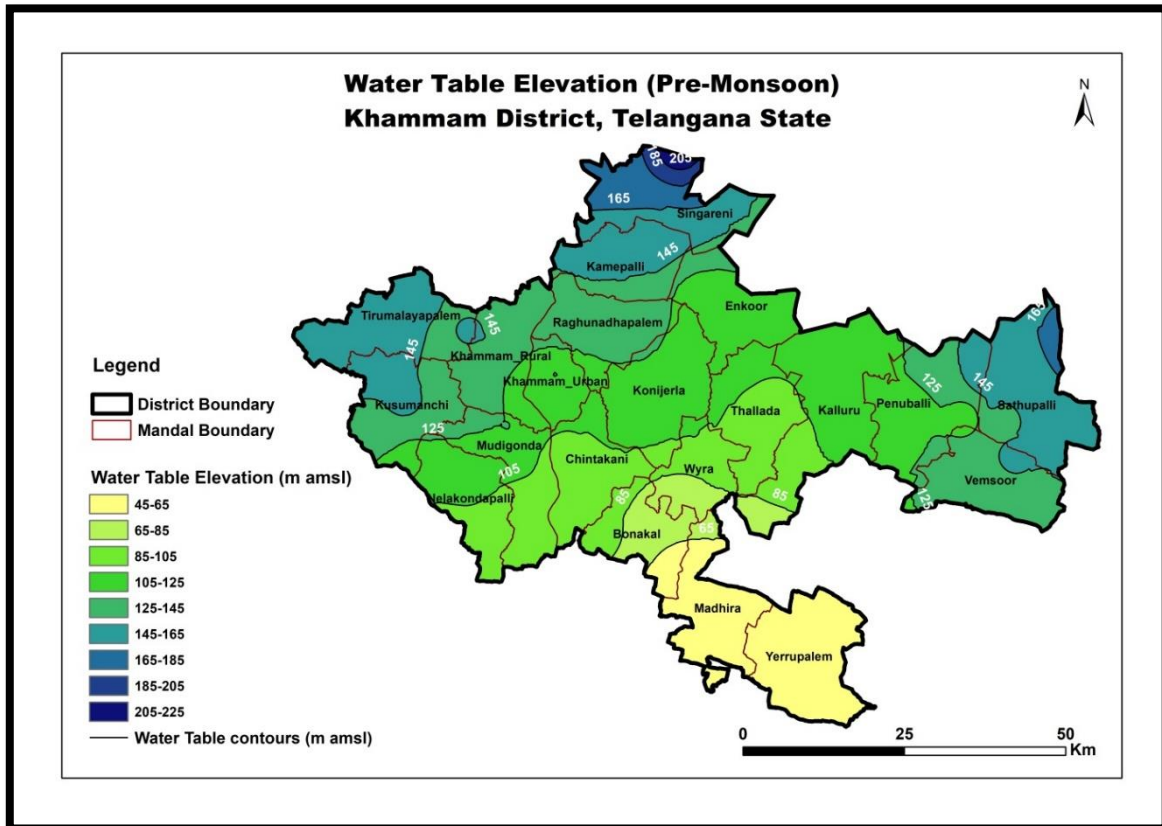 Water Table Elevation (Pre-Monsoon)
Khammam District, Telangana State
N
185
205
165
Singareni
145
Kamepalli
Enkoor
Tirumalayapalem
145
Raghunadhapalem
165
145
Khammam_Rural
Khammam_Urban
Konijerla
125
145
Sathupalli
Kusumanchi
Thallada
Kalluru
Penuballi
125
Mudigonda
Chintakani
105
Wyra
Vemsoor
Nelakondapalli
85
85
125
Bonakal
65
Madhira
Yerrupalem
Legend
District Boundary
Mandal Boundary
Water Table Elevation (m amsl)
45-65
65-85
85-105
105-125
125-145
145-165
165-185
185-205
205-225
Water Table contours (m amsl)
0 25 50
Km